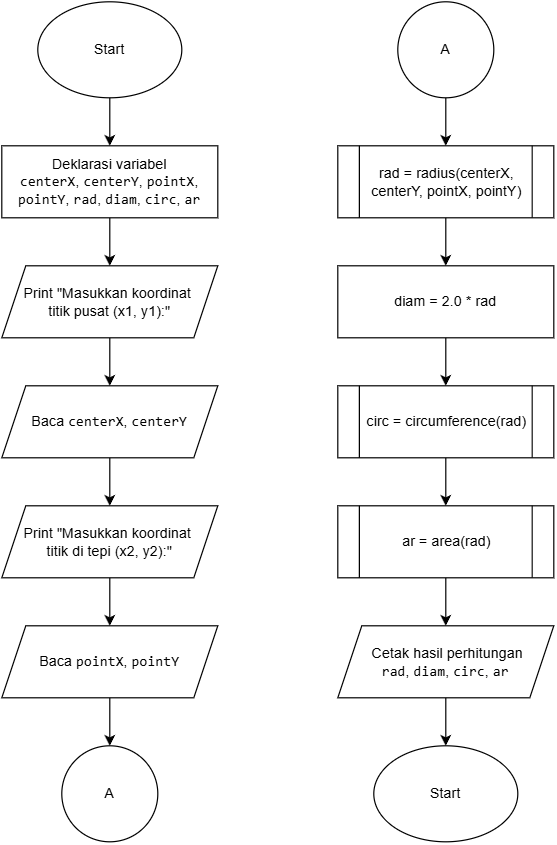 Start
Deklarasi variabel
centerX, centerY, pointX,
pointY, rad, diam, circ, ar
Print "Masukkan koordinat
titik pusat (x1, y1):"
Baca centerX, centerY
Print "Masukkan koordinat
titik di tepi (x2, y2):"
Baca pointX, pointY
A
A
rad = radius(centerX,
centerY, pointX, pointY)
diam = 2.0 * rad
circ = circumference(rad)
ar = area(rad)
Cetak hasil perhitungan
rad, diam, circ, ar
Start